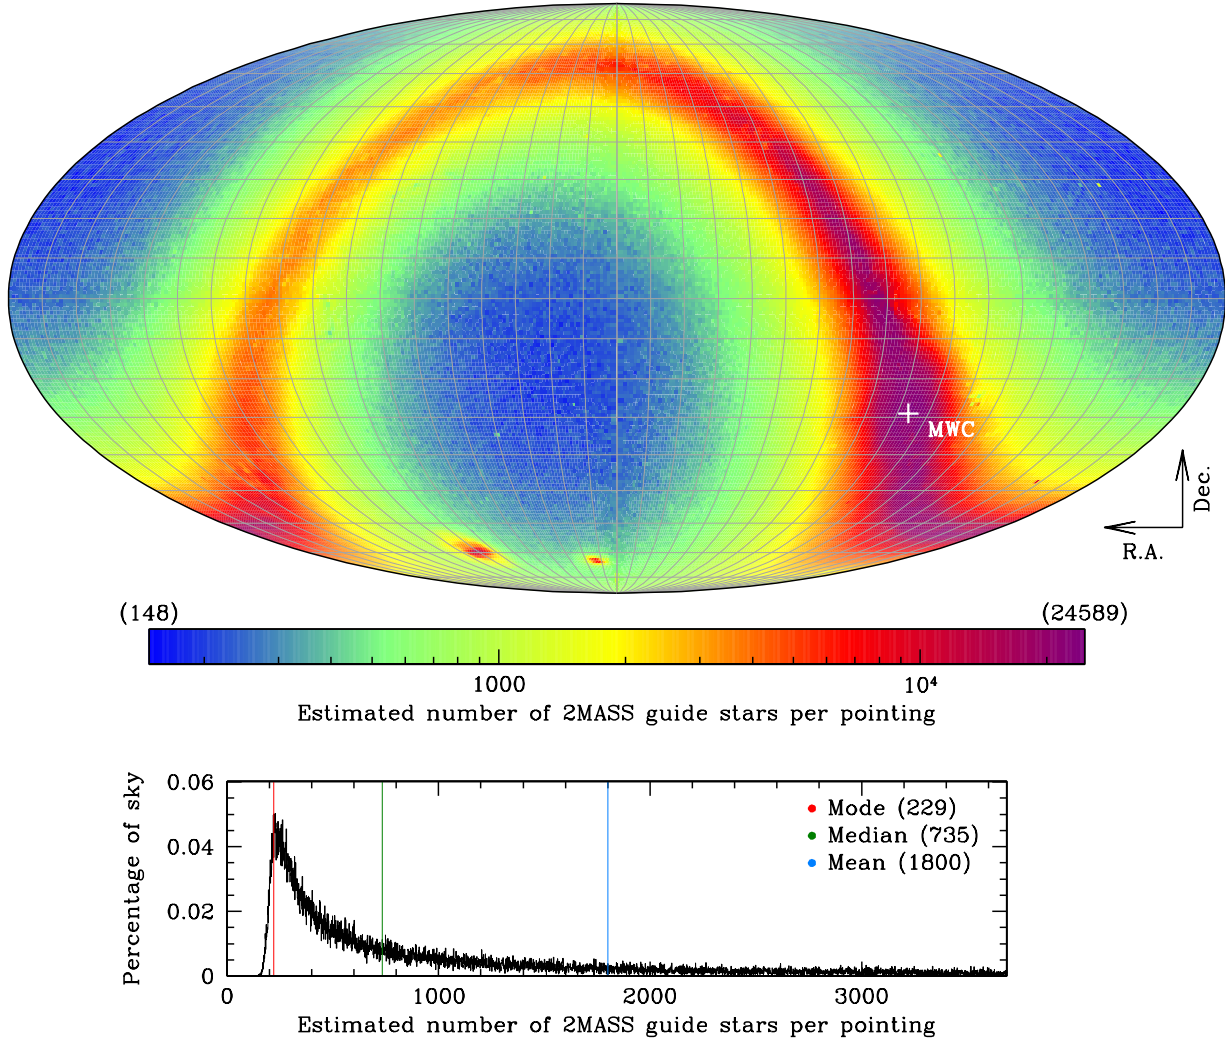 MWC
Dec.
R.A.
(148) (24589)
1000 10⁴
Estimated number of 2MASS guide stars per pointing
Percentage of sky
0.06
0.04
0.02
0
Mode (229)
Median (735)
Mean (1800)
0 1000 2000 3000
Estimated number of 2MASS guide stars per pointing